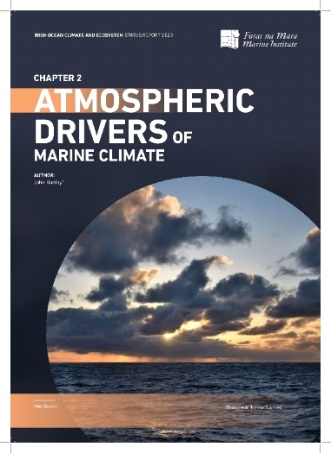 IRISH OCEAN CLIMATE AND ECOSYSTEM STATUS REPORT 2023
Foras na Mara
Marine Institute
CHAPTER 2
ATMOSPHERIC
DRIVERS OF
MARINE CLIMATE
AUTHOR:
John